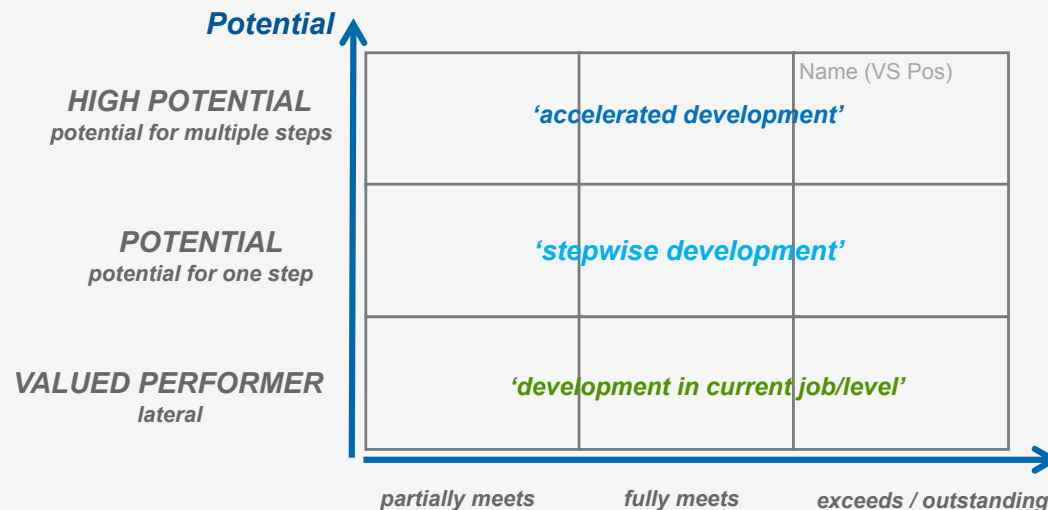 Potential
Name (VS Pos)
HIGH POTENTIAL
potential for multiple steps
‘accelerated development’
POTENTIAL
potential for one step
‘stepwise development’
VALUED PERFORMER
lateral
‘development in current job/level’
partially meets
fully meets
exceeds / outstanding